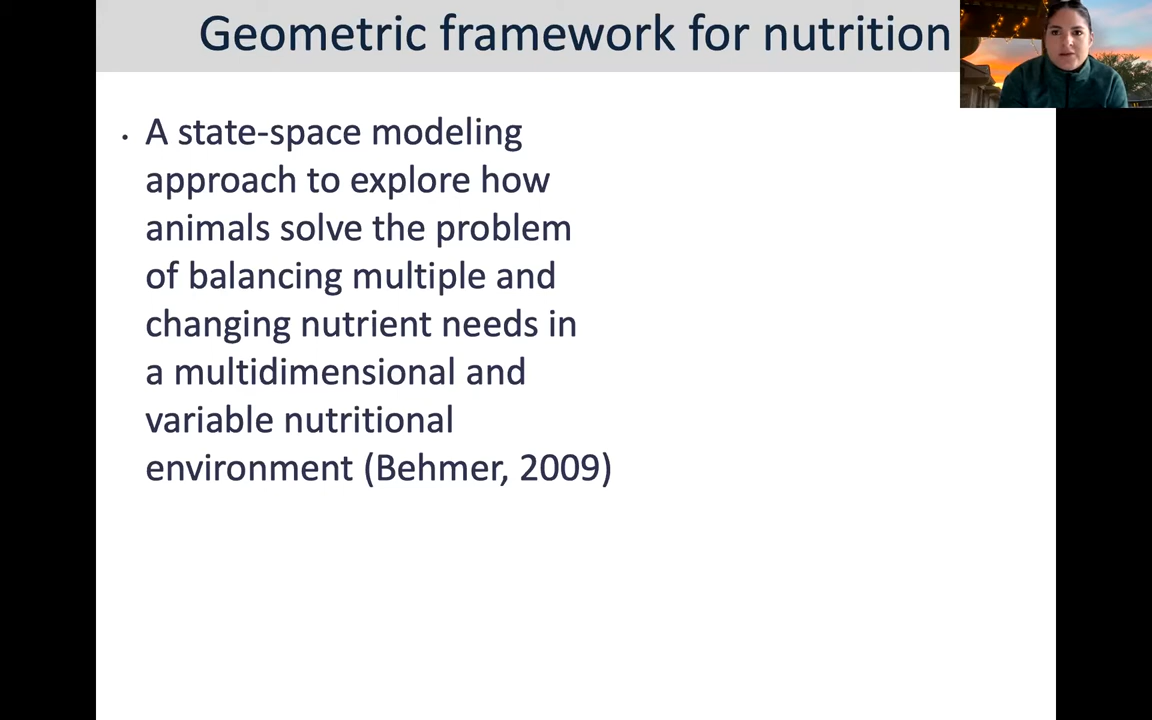 Geometric framework for nutrition
• A state-space modeling
approach to explore how
animals solve the problem
of balancing multiple and
changing nutrient needs in
a multidimensional and
variable nutritional
environment (Behmer, 2009)